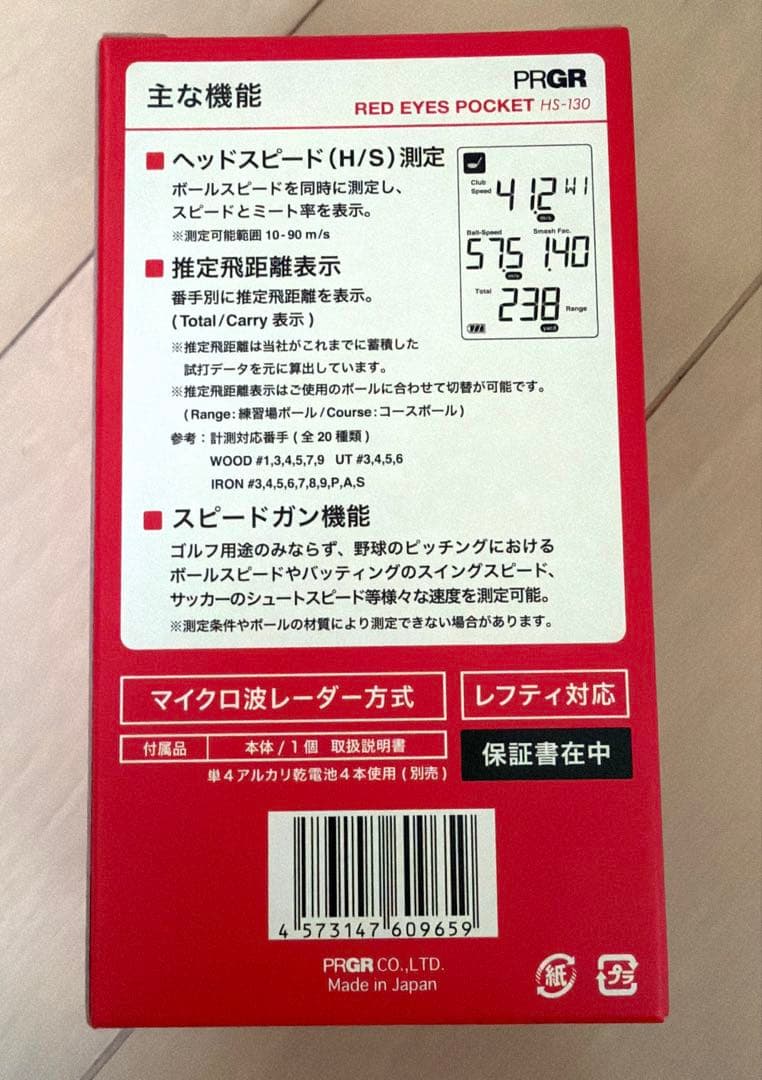 主な機能
PRGR
RED EYES POCKET HS-130
■ ヘッドスピード(H/S)測定
ボールスピードを同時に測定し、
スピードとミート率を表示。
※測定可能範囲 10-90 m/s
Club Speed 41.2 W1
m/s
Ball-Speed Smash Fac.
57.5 1.40
m/s
Total 238 Range
yard
■ 推定飛距離表示
番手別に推定飛距離を表示。
(Total/Carry 表示)
※推定飛距離は当社がこれまでに蓄積した
試打データを元に算出しています。
※推定飛距離表示はご使用のボールに合わせて切替が可能です。
(Range:練習場ボール/Course:コースボール)
参考：計測対応番手(全20種類)
WOOD #1,3,4,5,7,9 UT #3,4,5,6
IRON #3,4,5,6,7,8,9,P,A,S
■ スピードガン機能
ゴルフ用途のみならず、野球のピッチングにおける
ボールスピードやバッティングのスイングスピード、
サッカーのシュートスピード等様々な速度を測定可能。
※測定条件やボールの材質により測定できない場合があります。
マイクロ波レーダー方式
レフティ対応
付属品 本体/1個 取扱説明書
保証書在中
単4アルカリ乾電池4本使用(別売)
4 573147 609659
PRGR CO.,LTD.
Made in Japan
紙
プラ